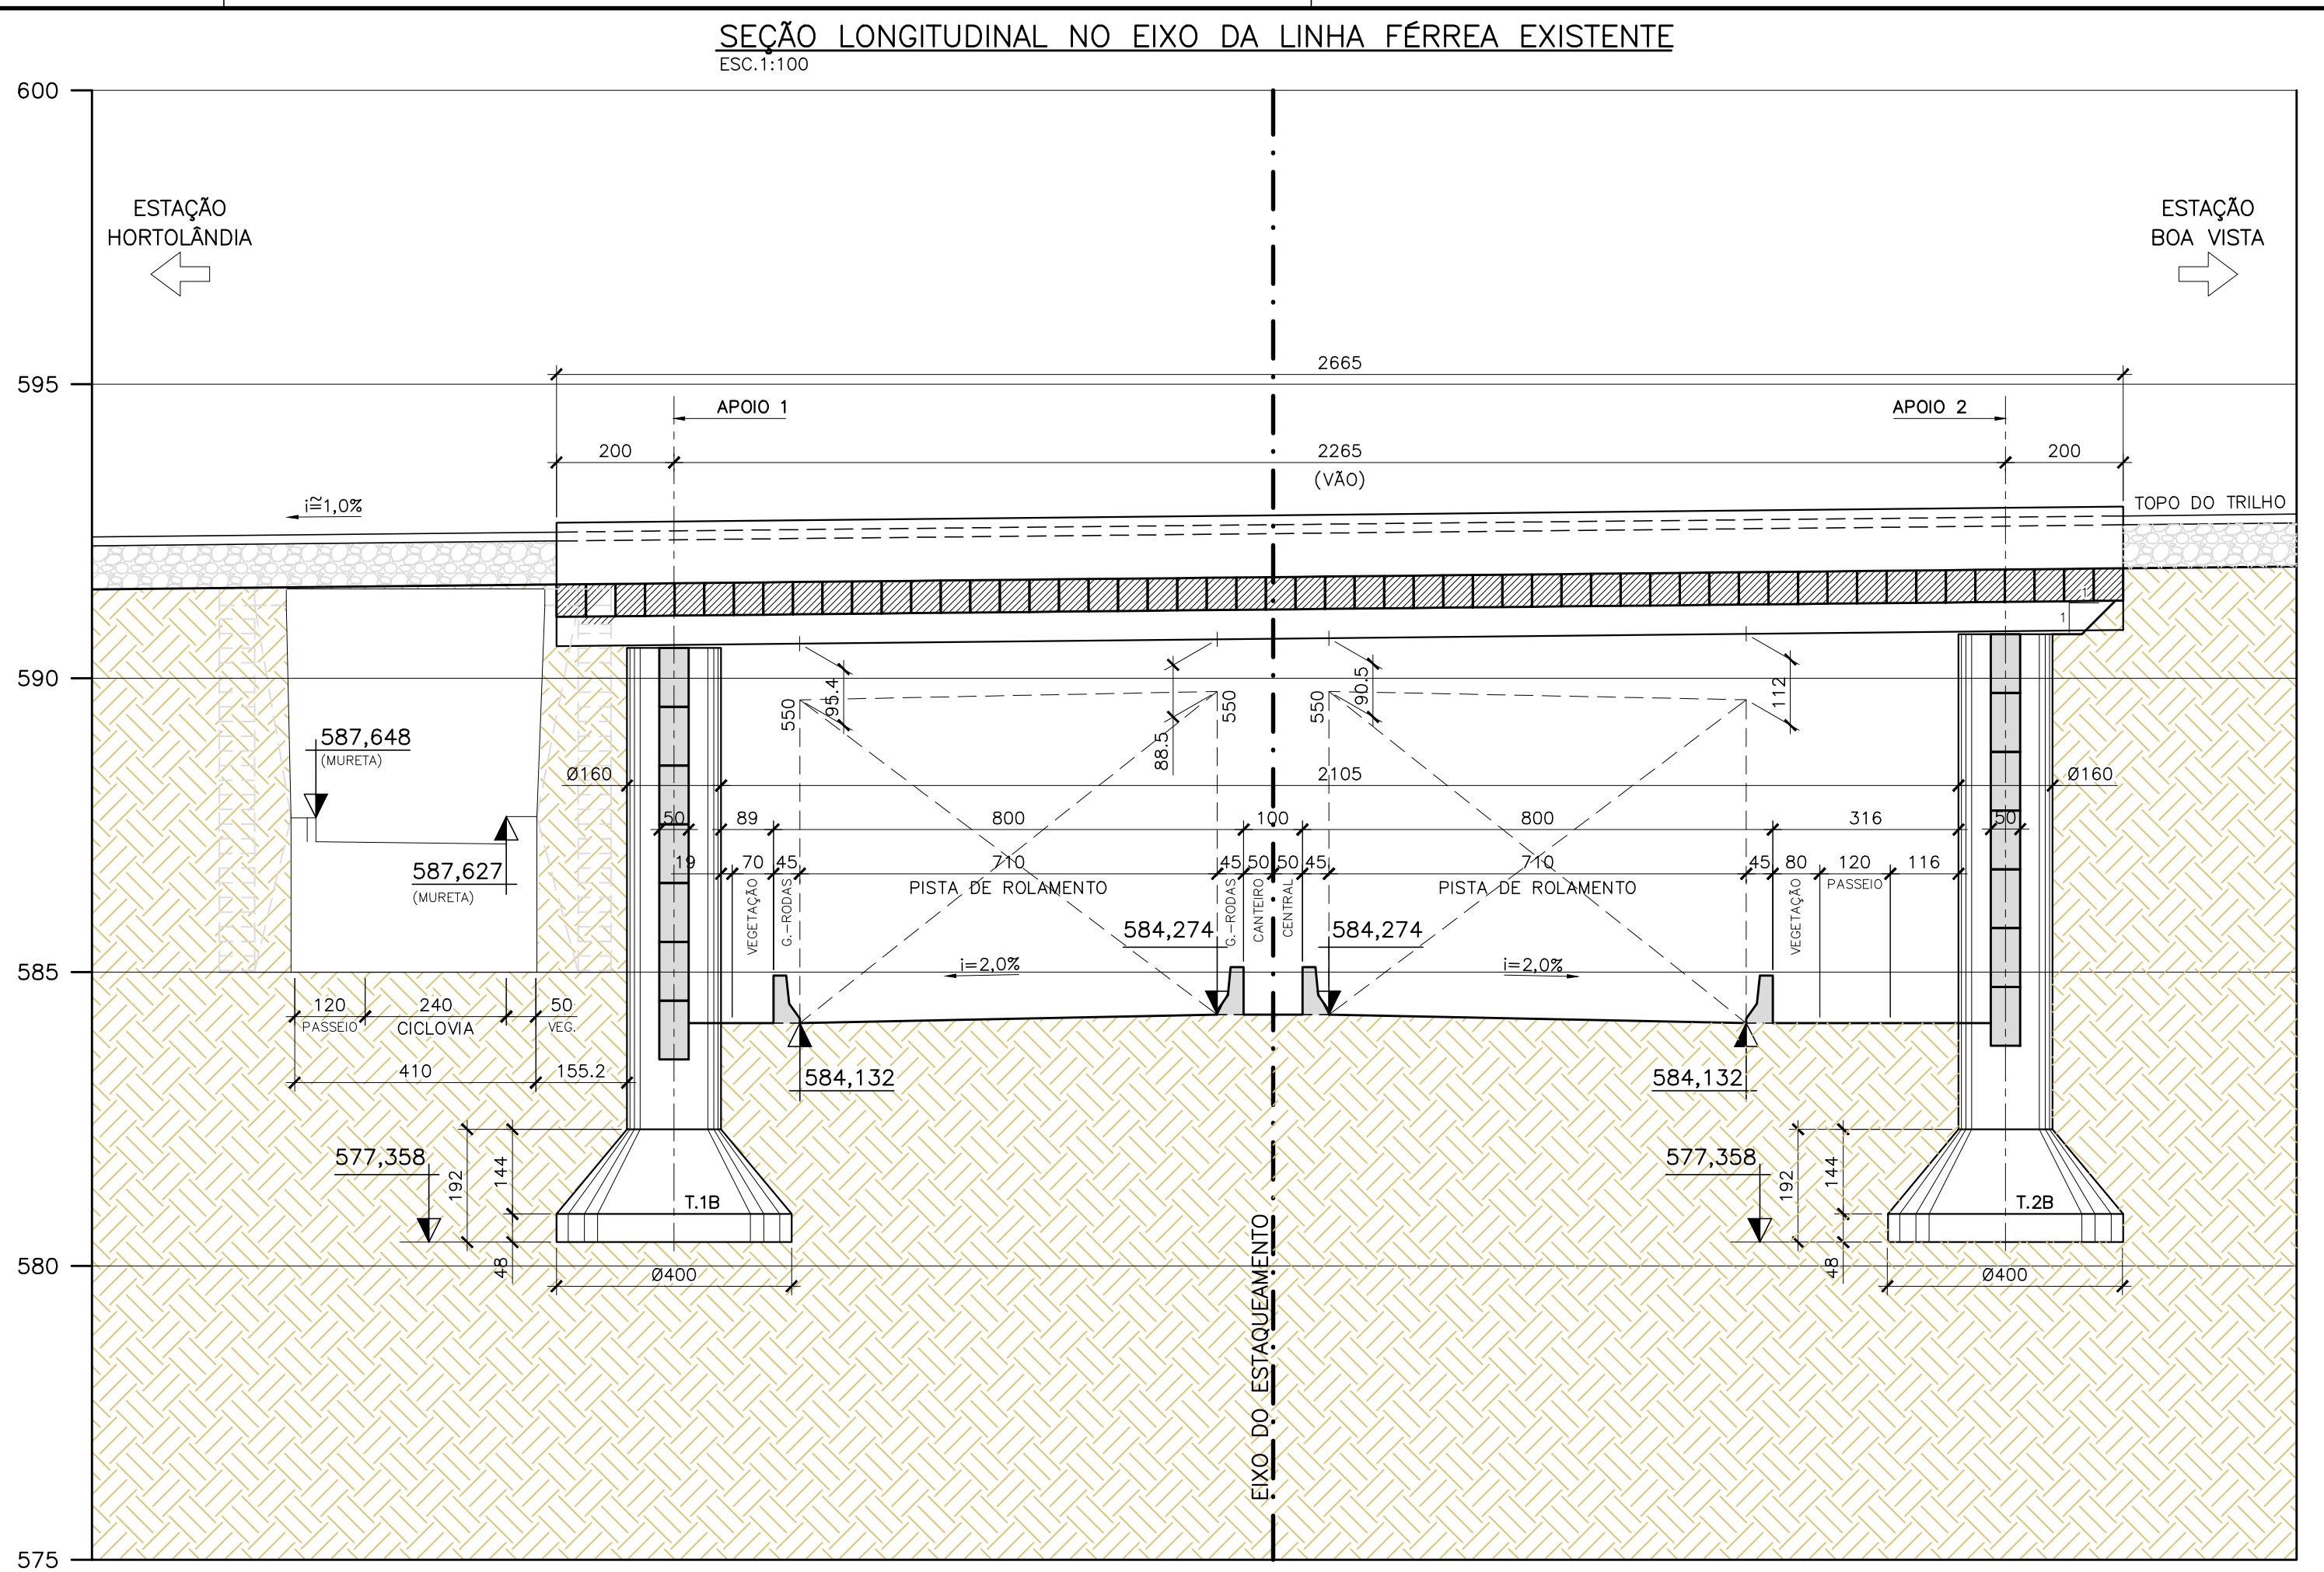 SEÇÃO LONGITUDINAL NO EIXO DA LINHA FÉRREA EXISTENTE
ESC.1:100
600
ESTAÇÃO
HORTOLÂNDIA
ESTAÇÃO
BOA VISTA
2665
595
APOIO 1
APOIO 2
200
2265
200
(VÃO)
i≅1,0%
TOPO DO TRILHO
1
1
590
95.4
550
88.5
550
550
90.5
112
587,648
(MURETA)
Ø160
2105
Ø160
50
89
800
100
800
316
50
587,627
(MURETA)
19
70
45
710
45
50
50
45
710
45
80
120
116
PISTA DE ROLAMENTO
PISTA DE ROLAMENTO
PASSEIO
VEGETAÇÃO
G.-RODAS
G.-RODAS
CANTEIRO
CENTRAL
VEGETAÇÃO
584,274
584,274
585
i=2,0%
i=2,0%
120
240
50
PASSEIO
CICLOVIA
VEG.
410
155.2
584,132
584,132
577,358
192
144
577,358
192
144
T.1B
T.2B
580
48
Ø400
48
Ø400
EIXO DO ESTAQUEAMENTO
575